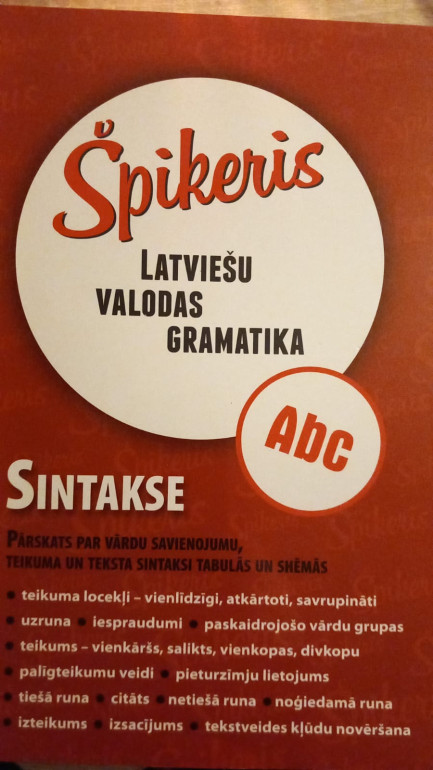 Špikeris
LATVIEŠU
VALODAS
GRAMATIKA
Abc
SINTAKSE
PĀRSKATS PAR VĀRDU SAVIENOJUMU,
TEIKUMA UN TEKSTA SINTAKSI TABULĀS UN SHĒMĀS
• teikuma locekļi – vienlīdzīgi, atkārtoti, savrupināti
• uzruna • iespraudumi • paskaidrojošo vārdu grupas
• teikums – vienkāršs, salikts, vienkopas, divkopu
• palīgteikumu veidi • pieturzīmju lietojums
• tiešā runa • citāts • netiešā runa • noģiedamā runa
• izteikums • izsacījums • tekstveides kļūdu novēršana